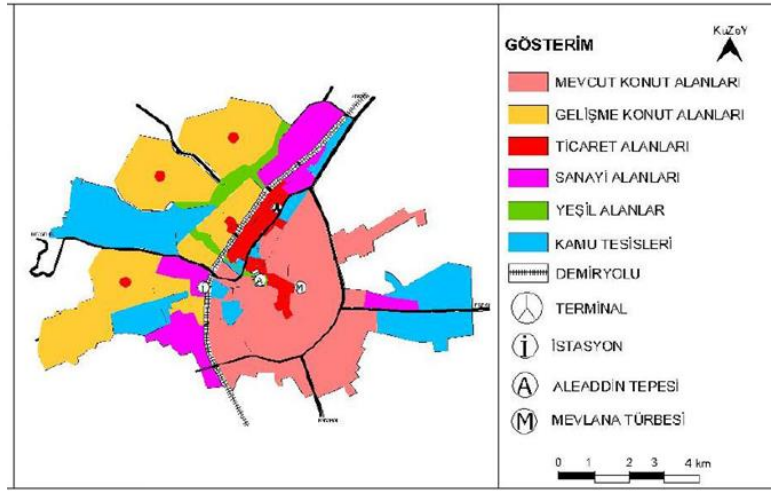 KuZeY
GÖSTERİM
MEVCUT KONUT ALANLARI
GELİŞME KONUT ALANLARI
TİCARET ALANLARI
SANAYİ ALANLARI
YEŞİL ALANLAR
KAMU TESİSLERİ
DEMİRYOLU
TERMİNAL
İ İSTASYON
A ALEADDİN TEPESİ
M MEVLANA TÜRBESİ
0 1 2 3 4 km
İ
A
M